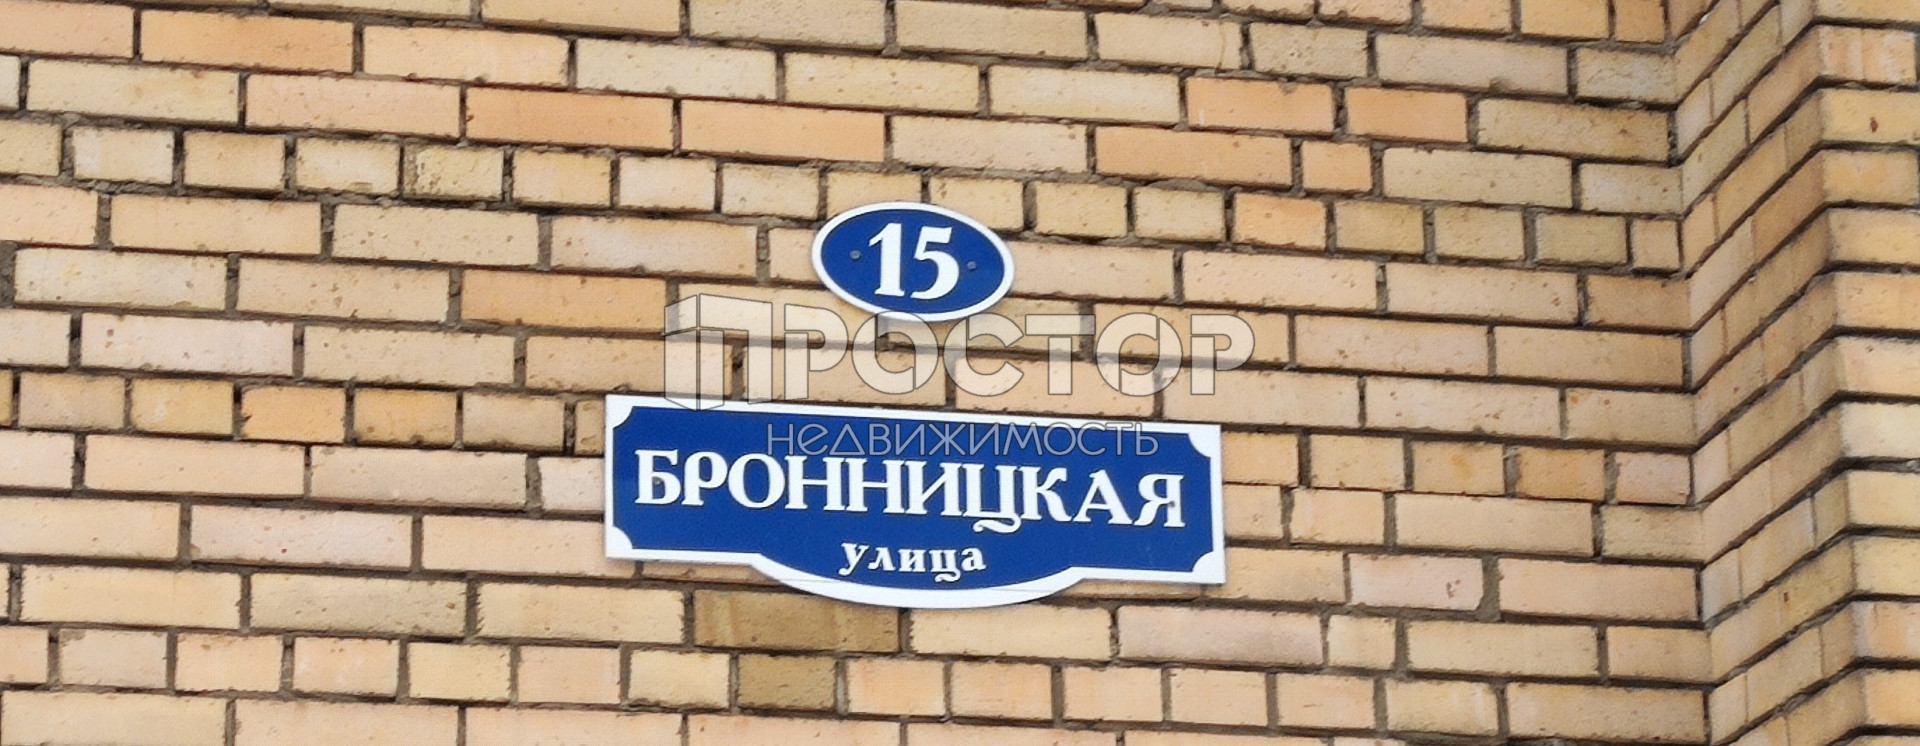 15
ПРОСТОР
НЕДВИЖИМОСТЬ
БРОННИЦКАЯ
улица